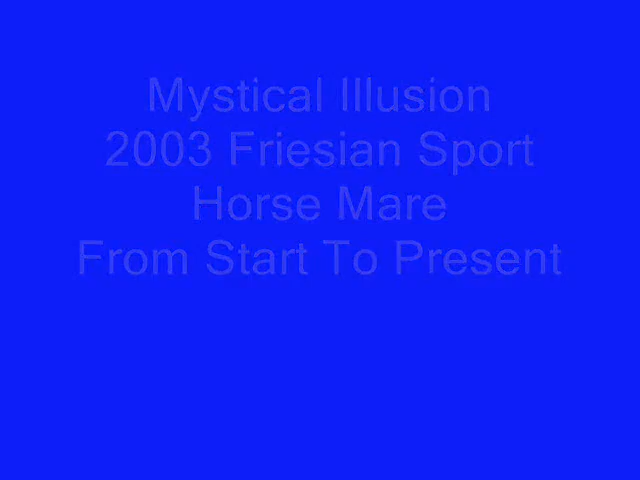 Mystical Illusion
2003 Friesian Sport
Horse Mare
From Start To Present